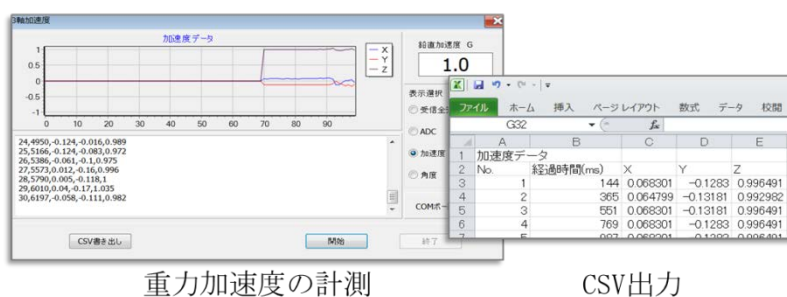 3軸加速度
加速度データ
1
0.5
0
-0.5
-1
0 10 20 30 40 50 60 70 80 90
X
Y
Z
鉛直加速度 G
1.0
表示選択
ADC
加速度
角度
24,4950,-0.124,-0.016,0.989
25,5166,-0.124,-0.083,0.972
26,5386,-0.061,-0.1,0.975
27,5573,0.012,-0.16,0.996
28,5790,0.005,-0.118,1
29,6010,0.04,-0.17,1.035
30,6197,-0.058,-0.111,0.982
CSV書き出し
開始
終了
ファイル ホーム 挿入 ページ レイアウト 数式 データ 校閲
G32
fx
A B C D E
1 加速度データ
2 No. 経過時間(ms) X Y Z
3 1 144 0.068301 -0.1283 0.996491
4 2 365 0.064799 -0.13181 0.992982
5 3 551 0.068301 -0.13181 0.996491
6 4 769 0.068301 -0.1283 0.996491
重力加速度の計測
CSV出力